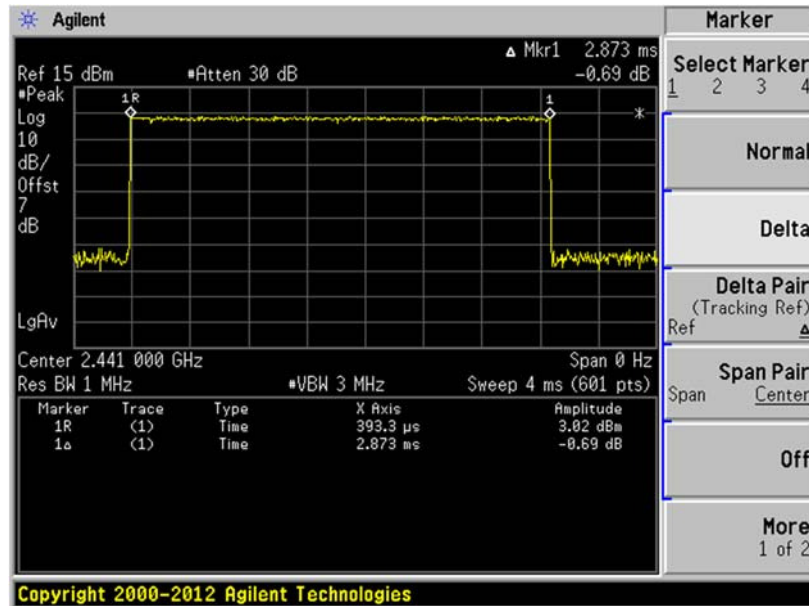 Agilent
Marker
▵ Mkr1 2.873 ms
Ref 15 dBm #Atten 30 dB -0.69 dB
#Peak
Log
10
dB/
Offst
7
dB
1R
1
*
LgAv
Center 2.441 000 GHz Span 0 Hz
Res BW 1 MHz #VBW 3 MHz Sweep 4 ms (601 pts)
Marker Trace Type X Axis Amplitude
1R (1) Time 393.3 µs 3.02 dBm
1▵ (1) Time 2.873 ms -0.69 dB
Select Marker
1 2 3 4
Normal
Delta
Delta Pair
(Tracking Ref)
Ref ▵
Span Pair
Span Center
Off
More
1 of 2
Copyright 2000-2012 Agilent Technologies